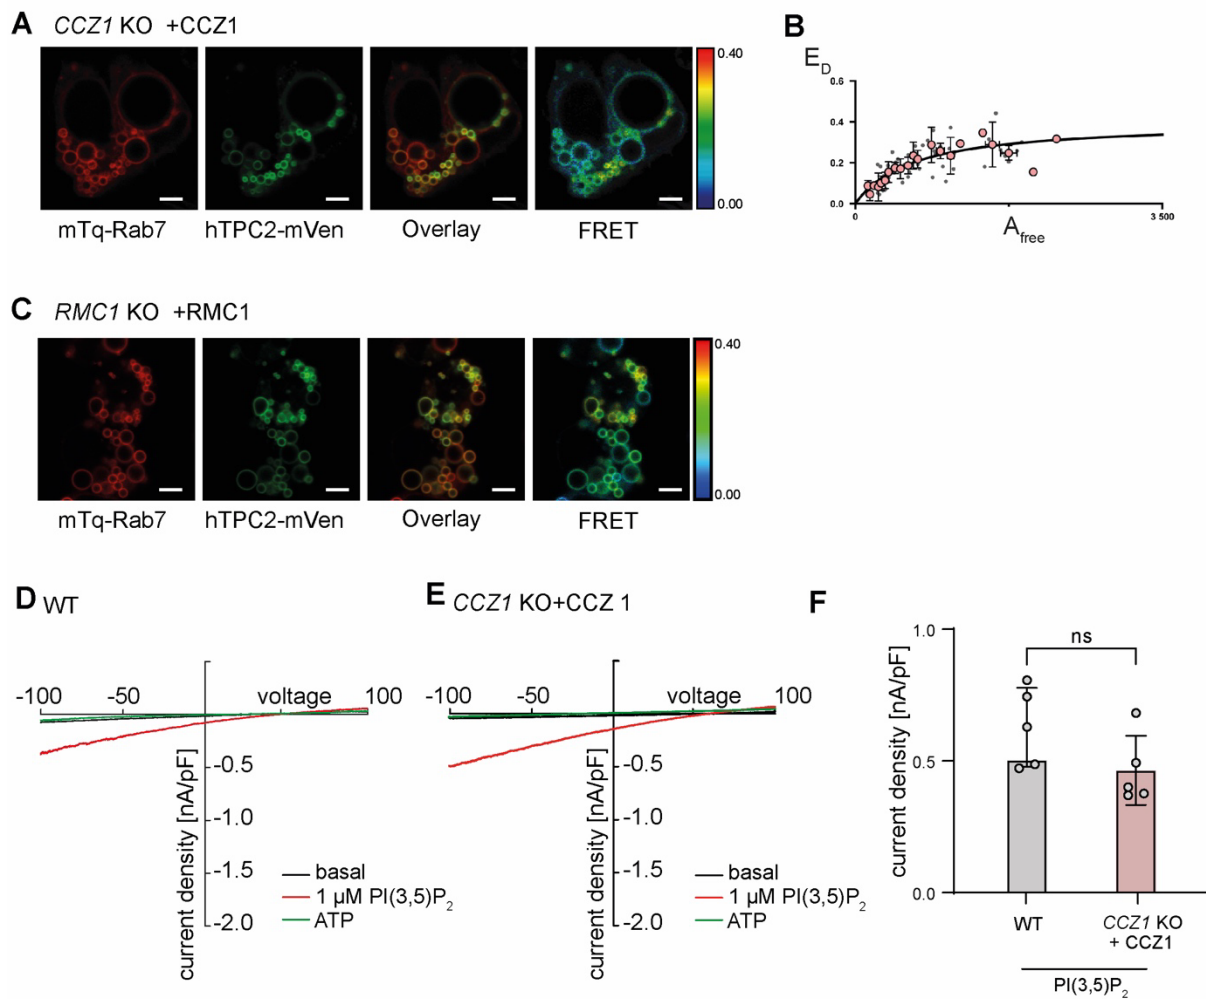 A CCZ1 KO +CCZ1
0.40
0.00
mTq-Rab7 hTPC2-mVen Overlay FRET
B
E_D
0.6
0.4
0.2
0.0
0 3 500
A_free
C RMC1 KO +RMC1
0.40
0.00
mTq-Rab7 hTPC2-mVen Overlay FRET
D WT
-100 -50 voltage 100
-0.5
-1.0
-1.5
-2.0
current density [nA/pF]
basal
1 µM PI(3,5)P₂
ATP
E CCZ1 KO+CCZ 1
-100 -50 voltage 100
-0.5
-1.0
-1.5
-2.0
current density [nA/pF]
basal
1 µM PI(3,5)P₂
ATP
F
1.0
0.5
0.0
current density [nA/pF]
ns
WT CCZ1 KO
+ CCZ1
PI(3,5)P₂